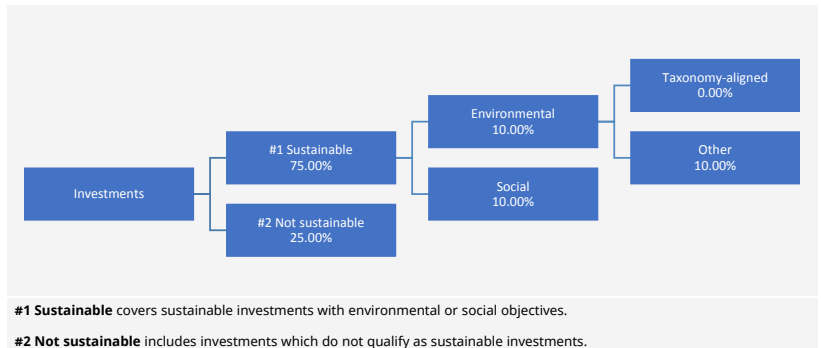 Investments
#1 Sustainable
75.00%
#2 Not sustainable
25.00%
Environmental
10.00%
Social
10.00%
Taxonomy-aligned
0.00%
Other
10.00%
#1 Sustainable covers sustainable investments with environmental or social objectives.
#2 Not sustainable includes investments which do not qualify as sustainable investments.